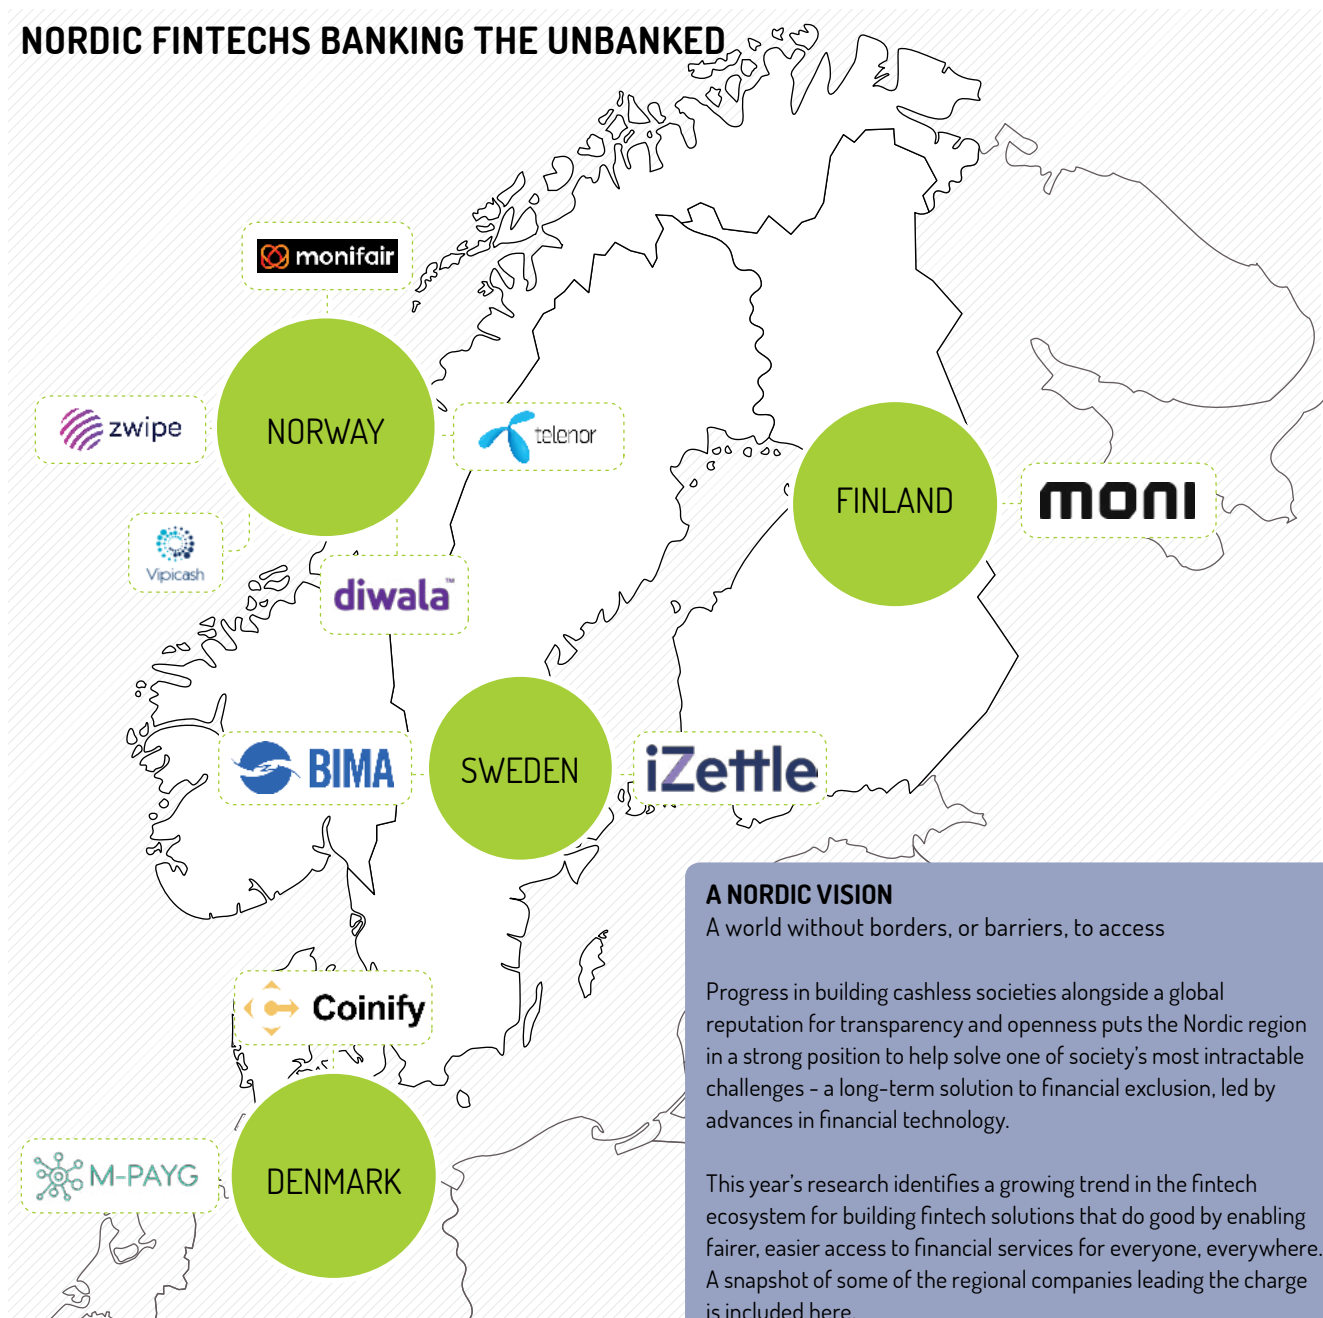 NORDIC FINTECHS BANKING THE UNBANKED
monifair
zwipe
NORWAY
telenor
Vipicash
diwala™
FINLAND
MONI
BIMA
SWEDEN
iZettle
Coinify
M-PAYG
DENMARK
A NORDIC VISION
A world without borders, or barriers, to access
Progress in building cashless societies alongside a global
reputation for transparency and openness puts the Nordic region
in a strong position to help solve one of society's most intractable
challenges - a long-term solution to financial exclusion, led by
advances in financial technology.
This year's research identifies a growing trend in the fintech
ecosystem for building fintech solutions that do good by enabling
fairer, easier access to financial services for everyone, everywhere.
A snapshot of some of the regional companies leading the charge
is included here.